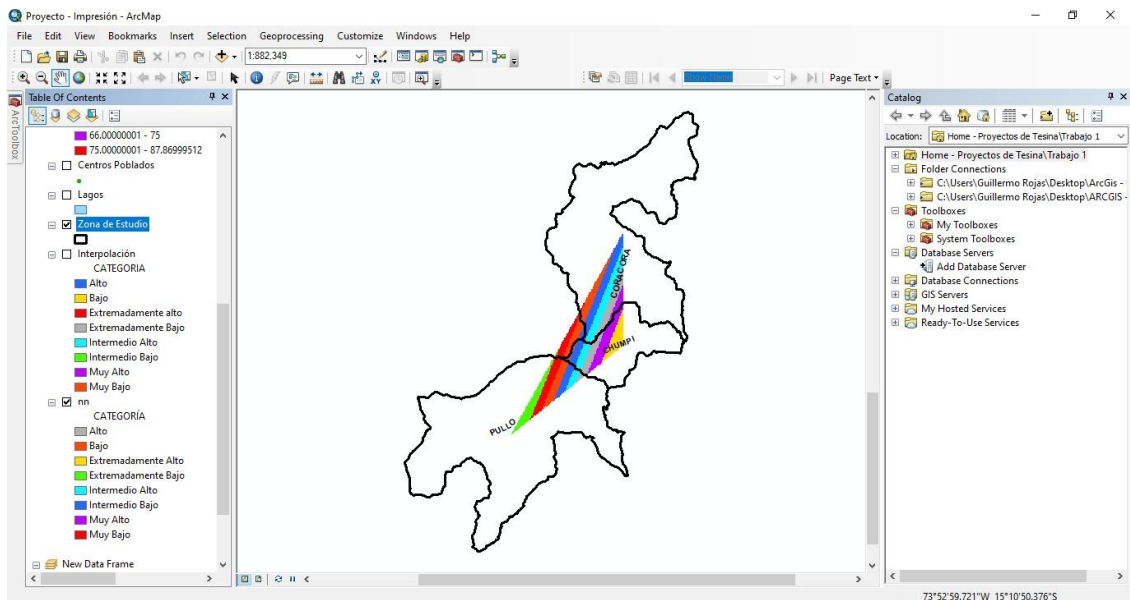 Proyecto - Impresión - ArcMap
File Edit View Bookmarks Insert Selection Geoprocessing Customize Windows Help
1:882,349
Page Text
Table Of Contents
ArcToolbox
66.00000001 - 75
75.00000001 - 87.86999512
Centros Poblados
Lagos
Zona de Estudio
Interpolación
CATEGORIA
Alto
Bajo
Extremadamente alto
Extremadamente Bajo
Intermedio Alto
Intermedio Bajo
Muy Alto
Muy Bajo
nn
CATEGORÍA
Alto
Bajo
Extremadamente Alto
Extremadamente Bajo
Intermedio Alto
Intermedio Bajo
Muy Alto
Muy Bajo
New Data Frame
CORACORA
CHUMPI
PULLO
Catalog
Location: Home - Proyectos de Tesina\Trabajo 1
Home - Proyectos de Tesina\Trabajo 1
Folder Connections
C:\Users\Guillermo Rojas\Desktop\ArcGis -
C:\Users\Guillermo Rojas\Desktop\ARCGIS -
Toolboxes
My Toolboxes
System Toolboxes
Database Servers
Add Database Server
Database Connections
GIS Servers
My Hosted Services
Ready-To-Use Services
73°52'59.721"W 15°10'50.376"S